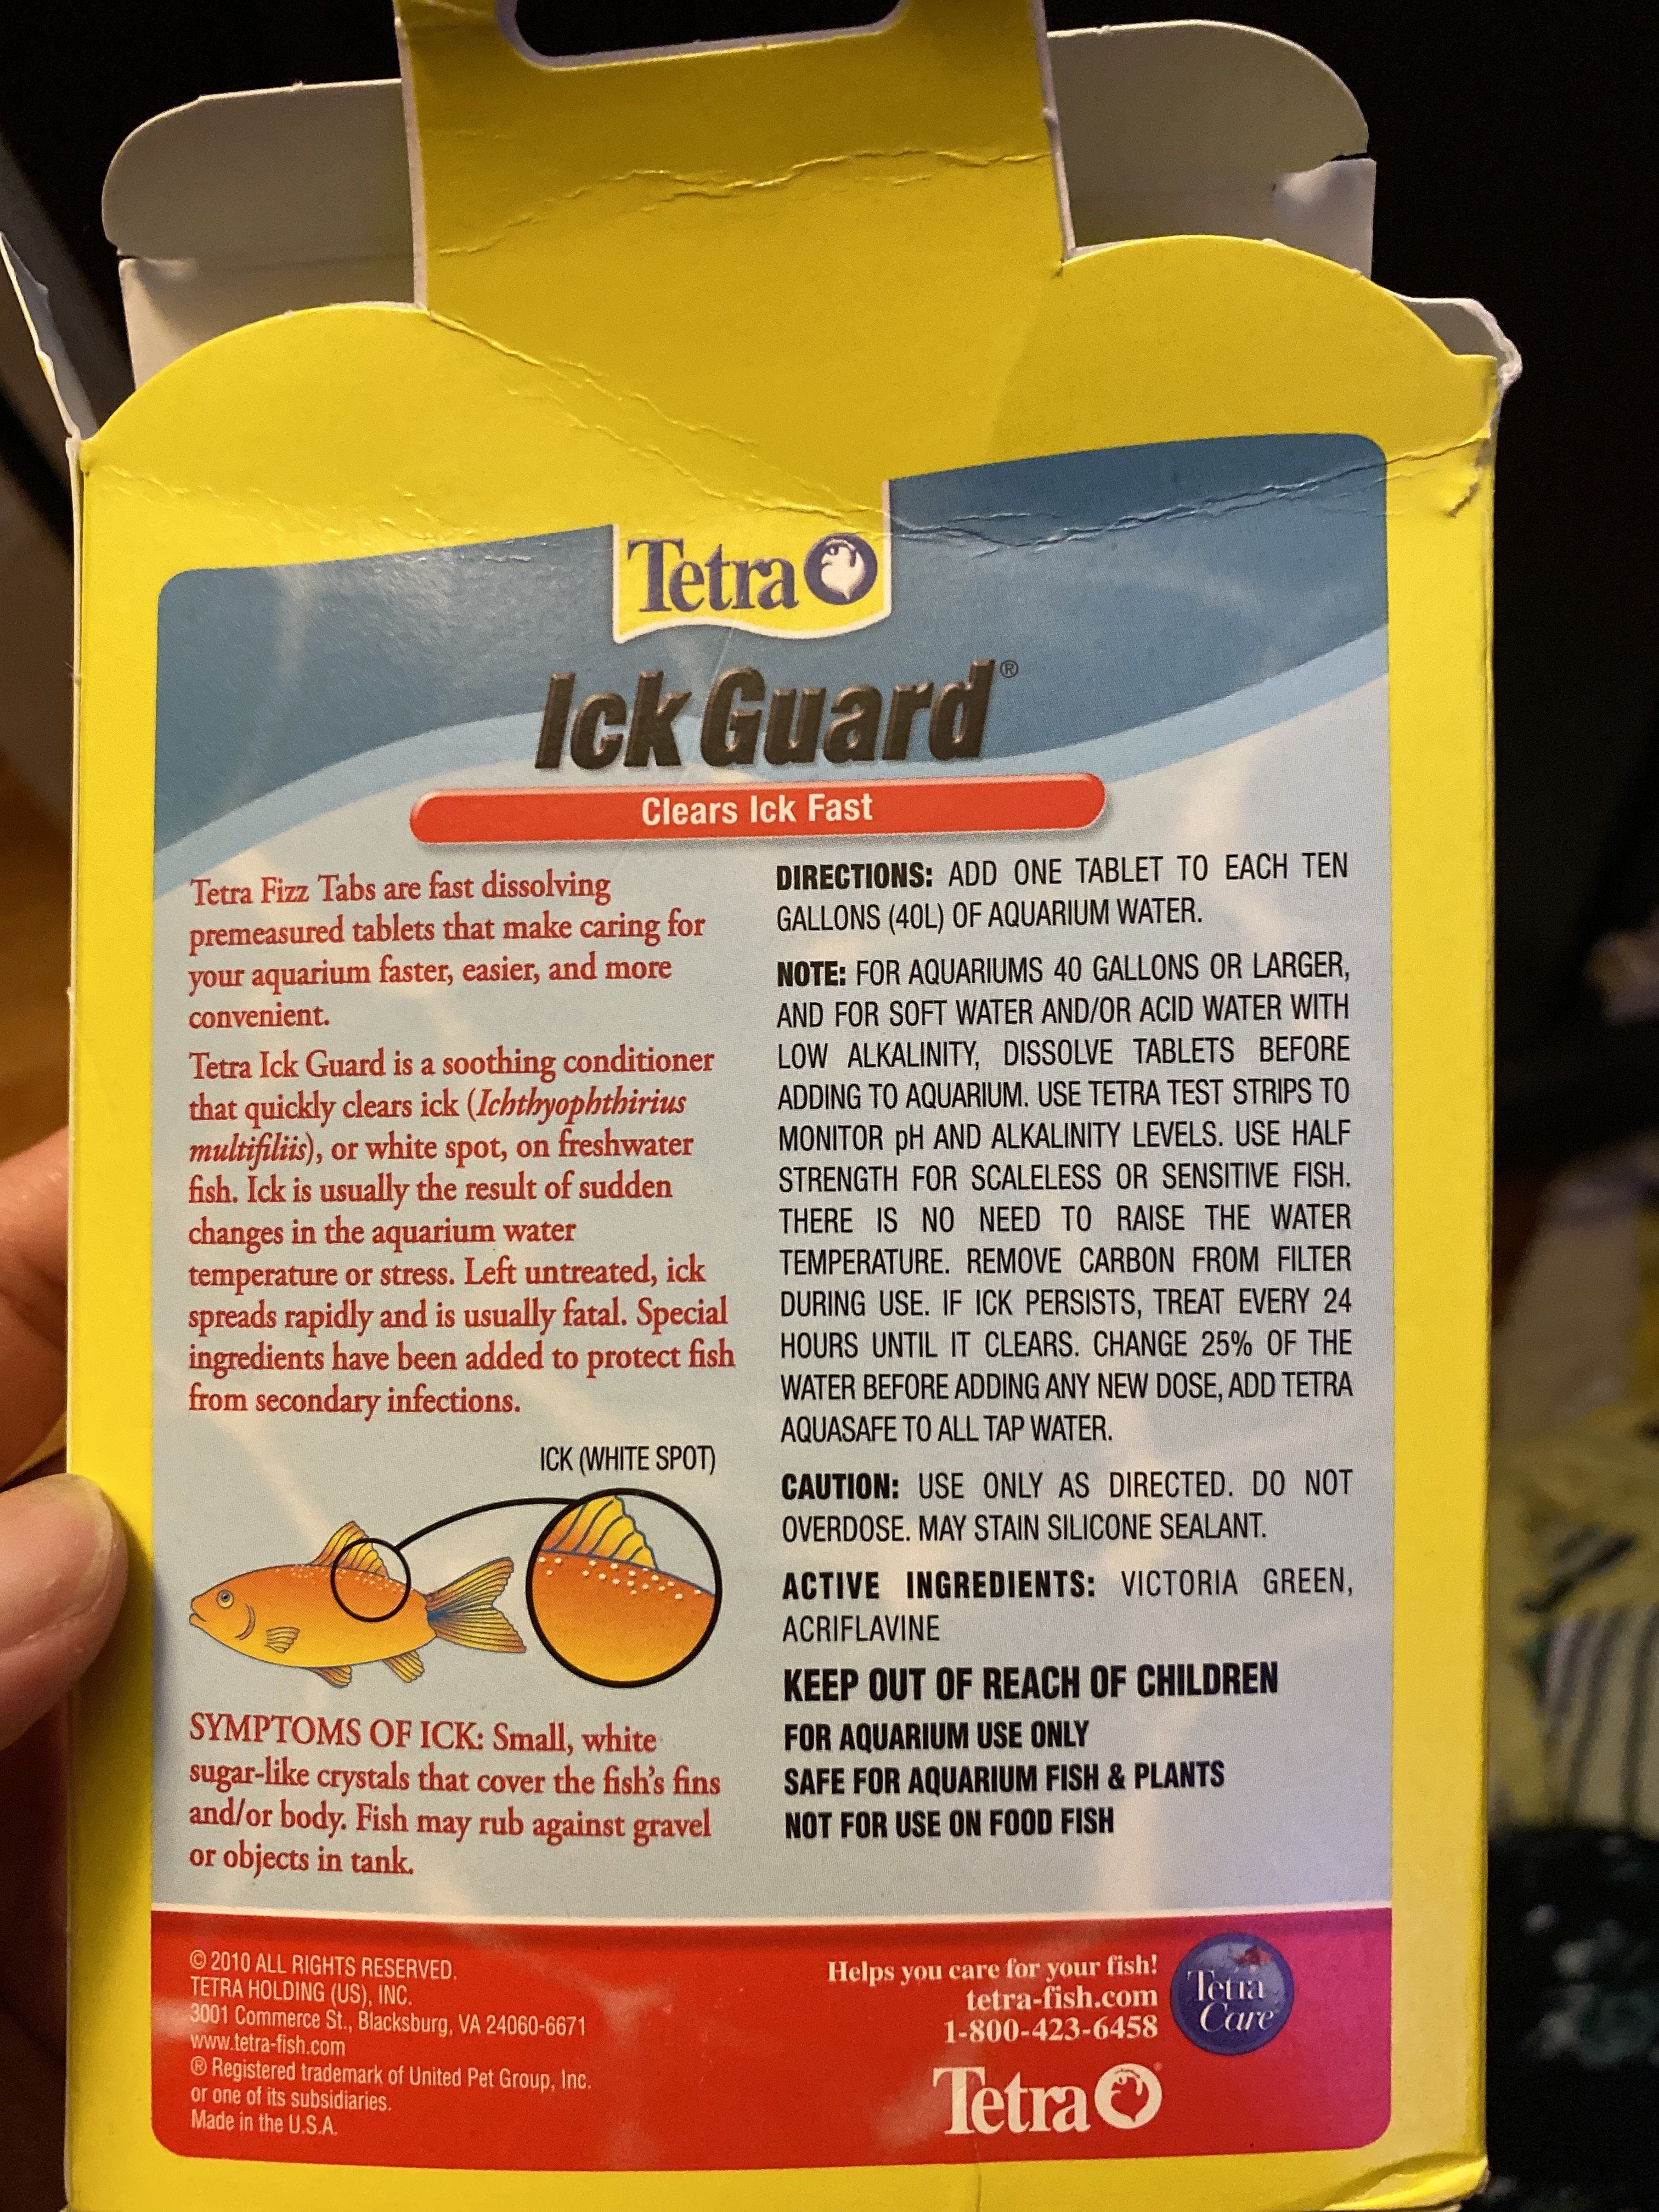 Tetra
Ick Guard®
Clears Ick Fast
Tetra Fizz Tabs are fast dissolving
premeasured tablets that make caring for
your aquarium faster, easier, and more
convenient.
Tetra Ick Guard is a soothing conditioner
that quickly clears ick (Ichthyophthirius
multifiliis), or white spot, on freshwater
fish. Ick is usually the result of sudden
changes in the aquarium water
temperature or stress. Left untreated, ick
spreads rapidly and is usually fatal. Special
ingredients have been added to protect fish
from secondary infections.
ICK (WHITE SPOT)
SYMPTOMS OF ICK: Small, white
sugar-like crystals that cover the fish's fins
and/or body. Fish may rub against gravel
or objects in tank.
DIRECTIONS: ADD ONE TABLET TO EACH TEN
GALLONS (40L) OF AQUARIUM WATER.
NOTE: FOR AQUARIUMS 40 GALLONS OR LARGER,
AND FOR SOFT WATER AND/OR ACID WATER WITH
LOW ALKALINITY, DISSOLVE TABLETS BEFORE
ADDING TO AQUARIUM. USE TETRA TEST STRIPS TO
MONITOR pH AND ALKALINITY LEVELS. USE HALF
STRENGTH FOR SCALELESS OR SENSITIVE FISH.
THERE IS NO NEED TO RAISE THE WATER
TEMPERATURE. REMOVE CARBON FROM FILTER
DURING USE. IF ICK PERSISTS, TREAT EVERY 24
HOURS UNTIL IT CLEARS. CHANGE 25% OF THE
WATER BEFORE ADDING ANY NEW DOSE, ADD TETRA
AQUASAFE TO ALL TAP WATER.
CAUTION: USE ONLY AS DIRECTED. DO NOT
OVERDOSE. MAY STAIN SILICONE SEALANT.
ACTIVE INGREDIENTS: VICTORIA GREEN,
ACRIFLAVINE
KEEP OUT OF REACH OF CHILDREN
FOR AQUARIUM USE ONLY
SAFE FOR AQUARIUM FISH & PLANTS
NOT FOR USE ON FOOD FISH
© 2010 ALL RIGHTS RESERVED.
TETRA HOLDING (US), INC.
3001 Commerce St., Blacksburg, VA 24060-6671
www.tetra-fish.com
® Registered trademark of United Pet Group, Inc.
or one of its subsidiaries.
Made in the U.S.A.
Helps you care for your fish!
tetra-fish.com
1-800-423-6458
Tetra
Care
Tetra®